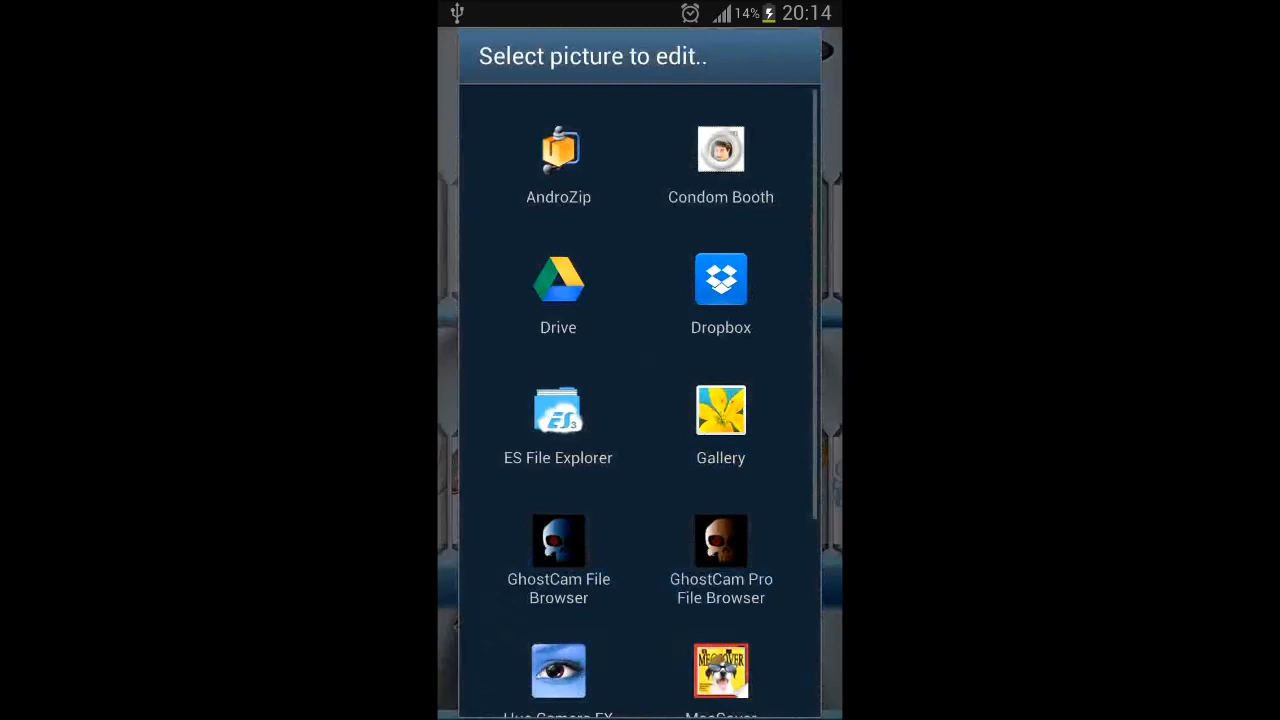 14% 20:14
Select picture to edit..
AndroZip Condom Booth
Drive Dropbox
ES3
ES File Explorer Gallery
GhostCam File GhostCam Pro
Browser File Browser